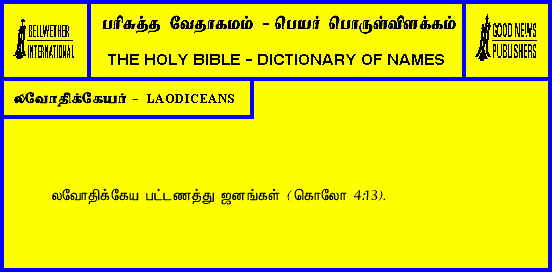 BELLWETHER
INTERNATIONAL
பரிசுத்த வேதாகமம் - பெயர் பொருள்விளக்கம்
THE HOLY BIBLE - DICTIONARY OF NAMES
GOOD NEWS
PUBLISHERS
லவோதிக்கேயர் - LAODICEANS
லவோதிக்கேய பட்டணத்து ஜனங்கள் (கொலோ 4:13).